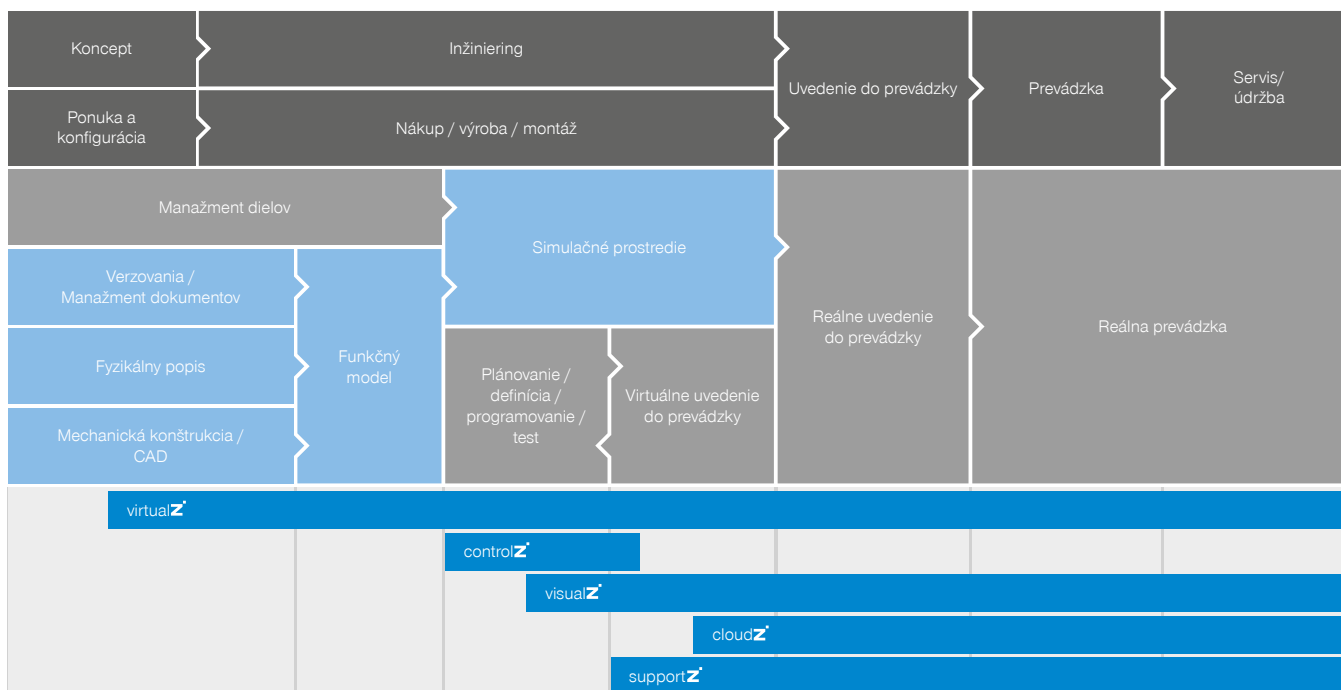 Koncept
Inžiniering
Uvedenie do prevádzky
Prevádzka
Servis/
údržba
Ponuka a
konfigurácia
Nákup / výroba / montáž
Manažment dielov
Simulačné prostredie
Verzovania /
Manažment dokumentov
Fyzikálny popis
Mechanická konštrukcia /
CAD
Funkčný
model
Plánovanie /
definícia /
programovanie /
test
Virtuálne uvedenie
do prevádzky
Reálne uvedenie
do prevádzky
Reálna prevádzka
virtualZ
controlZ
visualZ
cloudZ
supportZ